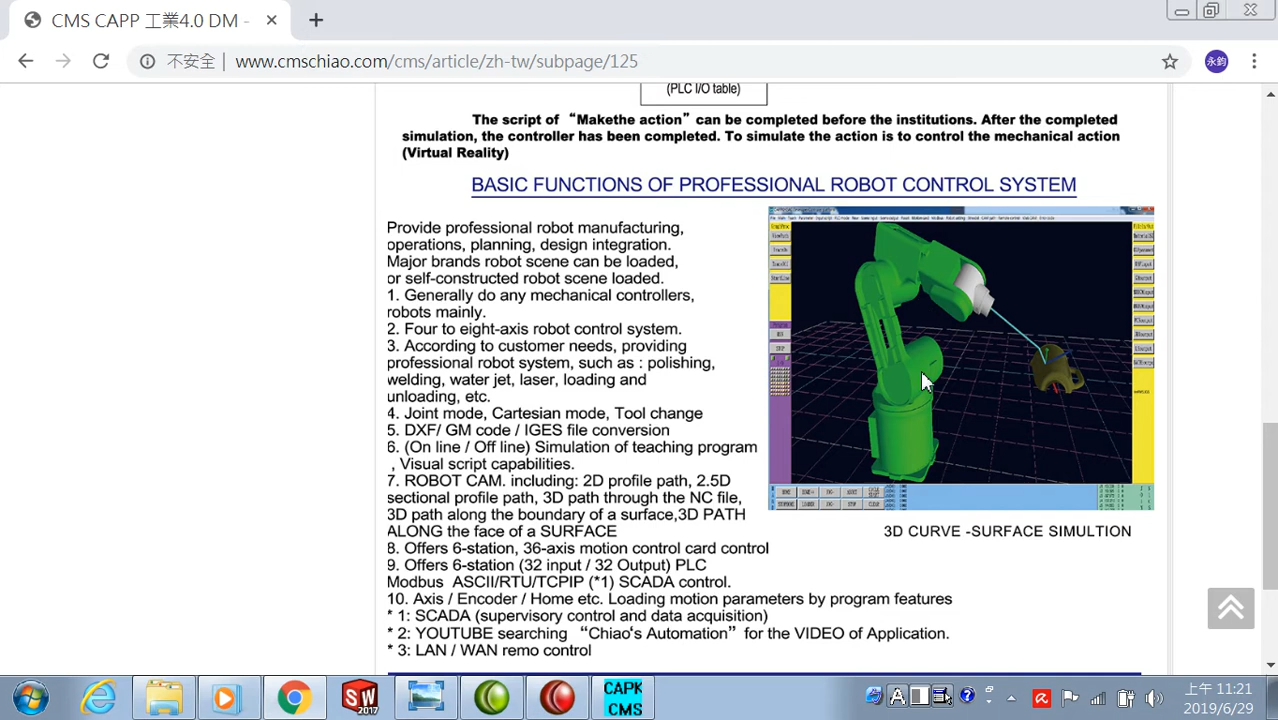 CMS CAPP 工業4.0 DM -
不安全 | www.cmschiao.com/cms/article/zh-tw/subpage/125
永鈞
(PLC I/O table)
The script of “Makethe action” can be completed before the institutions. After the completed
simulation, the controller has been completed. To simulate the action is to control the mechanical action
(Virtual Reality)
BASIC FUNCTIONS OF PROFESSIONAL ROBOT CONTROL SYSTEM
Provide professional robot manufacturing,
operations, planning, design integration.
Major brands robot scene can be loaded,
or self-constructed robot scene loaded.
1. Generally do any mechanical controllers,
robots mainly.
2. Four to eight-axis robot control system.
3. According to customer needs, providing
professional robot system, such as : polishing,
welding, water jet, laser, loading and
unloading, etc.
4. Joint mode, Cartesian mode, Tool change
5. DXF/ GM code / IGES file conversion
6. (On line / Off line) Simulation of teaching program
, Visual script capabilities.
7. ROBOT CAM. including: 2D profile path, 2.5D
sectional profile path, 3D path through the NC file,
3D path along the boundary of a surface,3D PATH
ALONG the face of a SURFACE
8. Offers 6-station, 36-axis motion control card control
9. Offers 6-station (32 input / 32 Output) PLC
Modbus ASCII/RTU/TCPIP (*1) SCADA control.
10. Axis / Encoder / Home etc. Loading motion parameters by program features
* 1: SCADA (supervisory control and data acquisition)
* 2: YOUTUBE searching “Chiao‘s Automation” for the VIDEO of Application.
* 3: LAN / WAN remo control
3D CURVE -SURFACE SIMULTION
SW
2017
CAPK
CMS
A
上午 11:21
2019/6/29